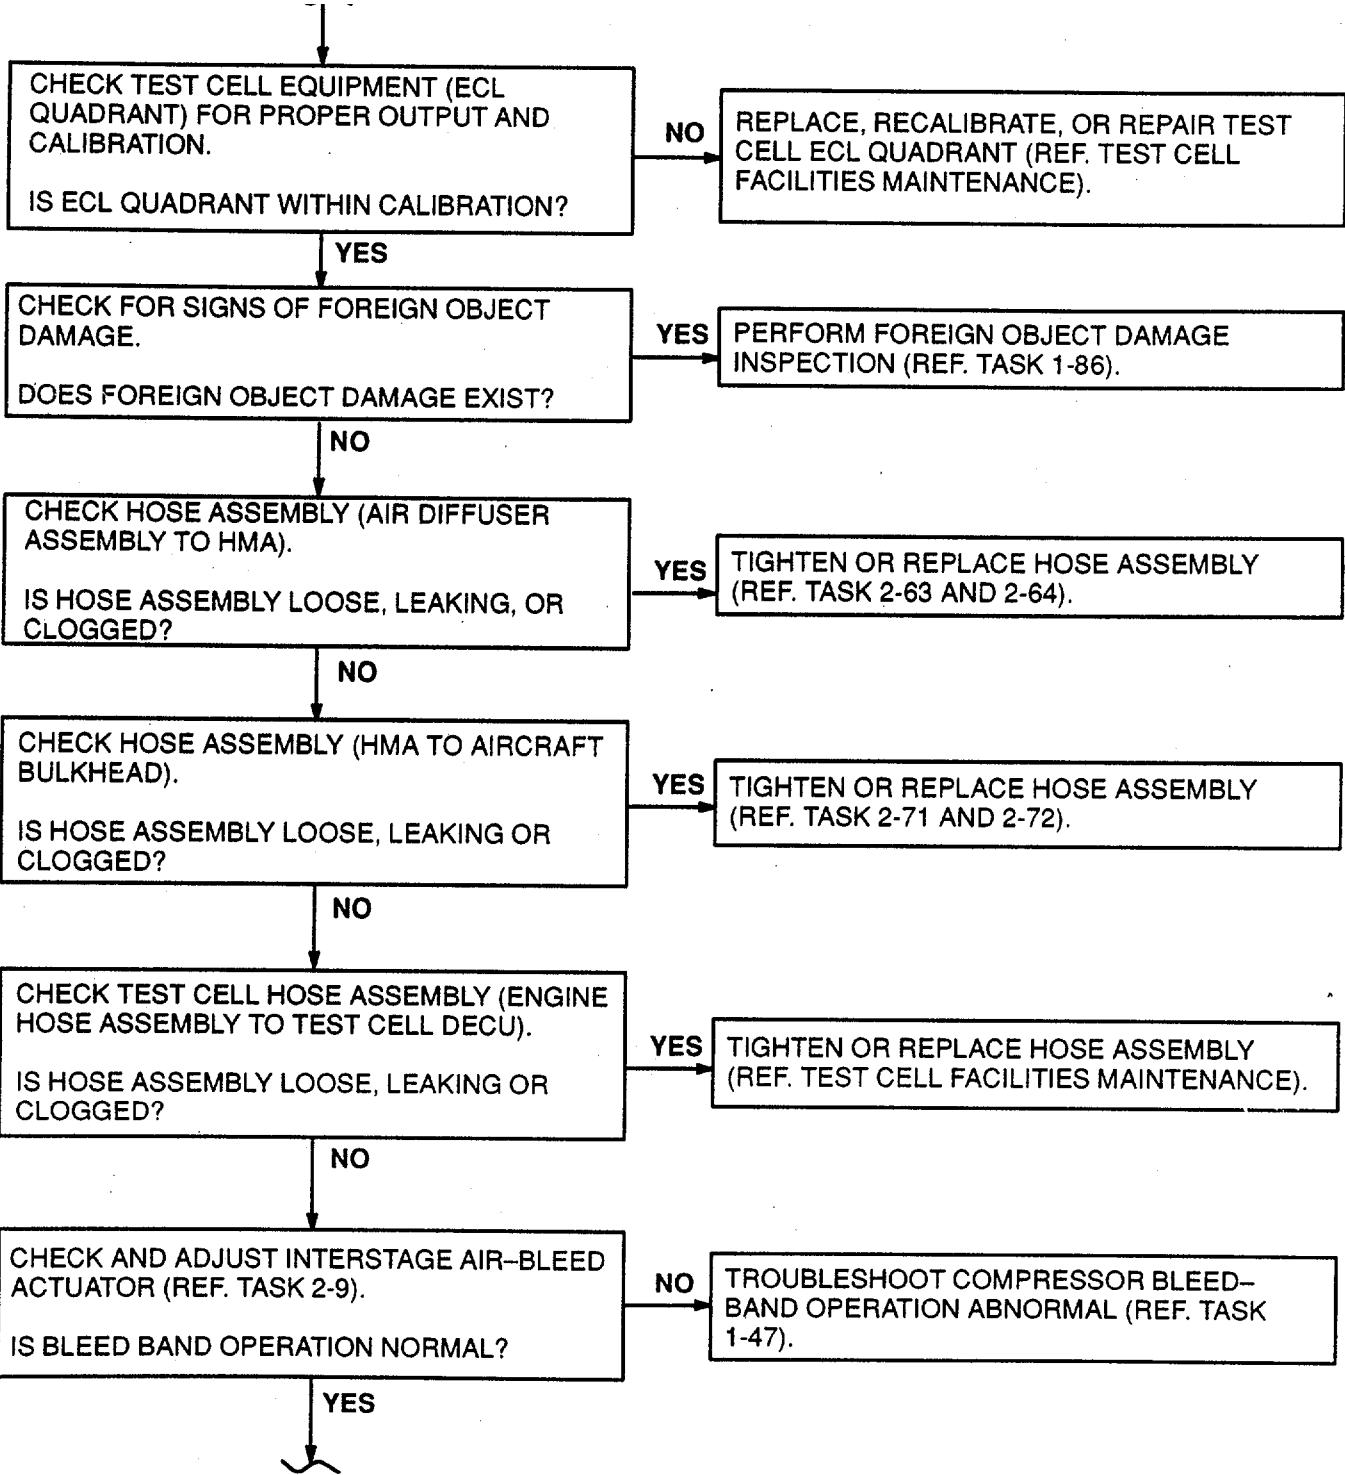 CHECK TEST CELL EQUIPMENT (ECL
QUADRANT) FOR PROPER OUTPUT AND
CALIBRATION.
IS ECL QUADRANT WITHIN CALIBRATION?
NO
REPLACE, RECALIBRATE, OR REPAIR TEST
CELL ECL QUADRANT (REF. TEST CELL
FACILITIES MAINTENANCE).
YES
CHECK FOR SIGNS OF FOREIGN OBJECT
DAMAGE.
DOES FOREIGN OBJECT DAMAGE EXIST?
YES
PERFORM FOREIGN OBJECT DAMAGE
INSPECTION (REF. TASK 1-86).
NO
CHECK HOSE ASSEMBLY (AIR DIFFUSER
ASSEMBLY TO HMA).
IS HOSE ASSEMBLY LOOSE, LEAKING, OR
CLOGGED?
YES
TIGHTEN OR REPLACE HOSE ASSEMBLY
(REF. TASK 2-63 AND 2-64).
NO
CHECK HOSE ASSEMBLY (HMA TO AIRCRAFT
BULKHEAD).
IS HOSE ASSEMBLY LOOSE, LEAKING OR
CLOGGED?
YES
TIGHTEN OR REPLACE HOSE ASSEMBLY
(REF. TASK 2-71 AND 2-72).
NO
CHECK TEST CELL HOSE ASSEMBLY (ENGINE
HOSE ASSEMBLY TO TEST CELL DECU).
IS HOSE ASSEMBLY LOOSE, LEAKING OR
CLOGGED?
YES
TIGHTEN OR REPLACE HOSE ASSEMBLY
(REF. TEST CELL FACILITIES MAINTENANCE).
NO
CHECK AND ADJUST INTERSTAGE AIR–BLEED
ACTUATOR (REF. TASK 2-9).
IS BLEED BAND OPERATION NORMAL?
NO
TROUBLESHOOT COMPRESSOR BLEED–
BAND OPERATION ABNORMAL (REF. TASK
1-47).
YES